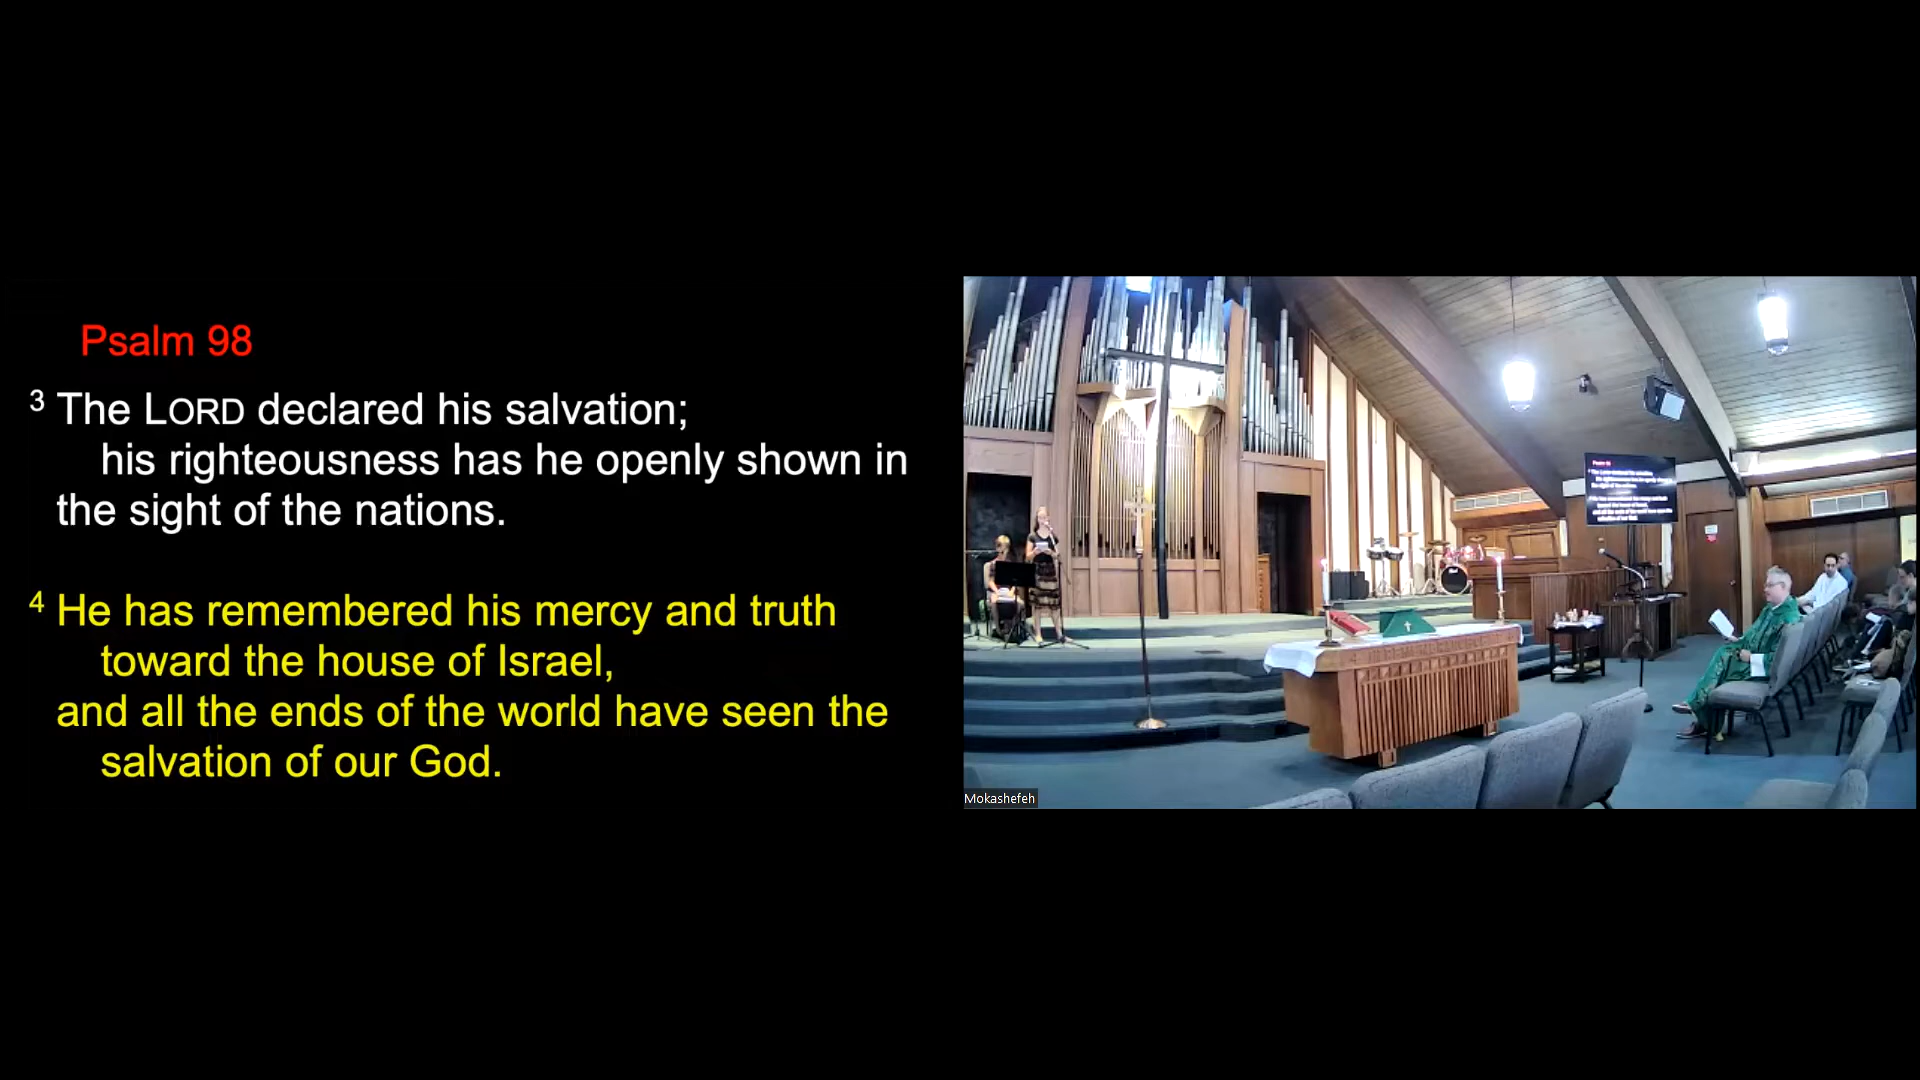 Psalm 98
3 The LORD declared his salvation;
his righteousness has he openly shown in
the sight of the nations.
4 He has remembered his mercy and truth
toward the house of Israel,
and all the ends of the world have seen the
salvation of our God.
Mokashefeh